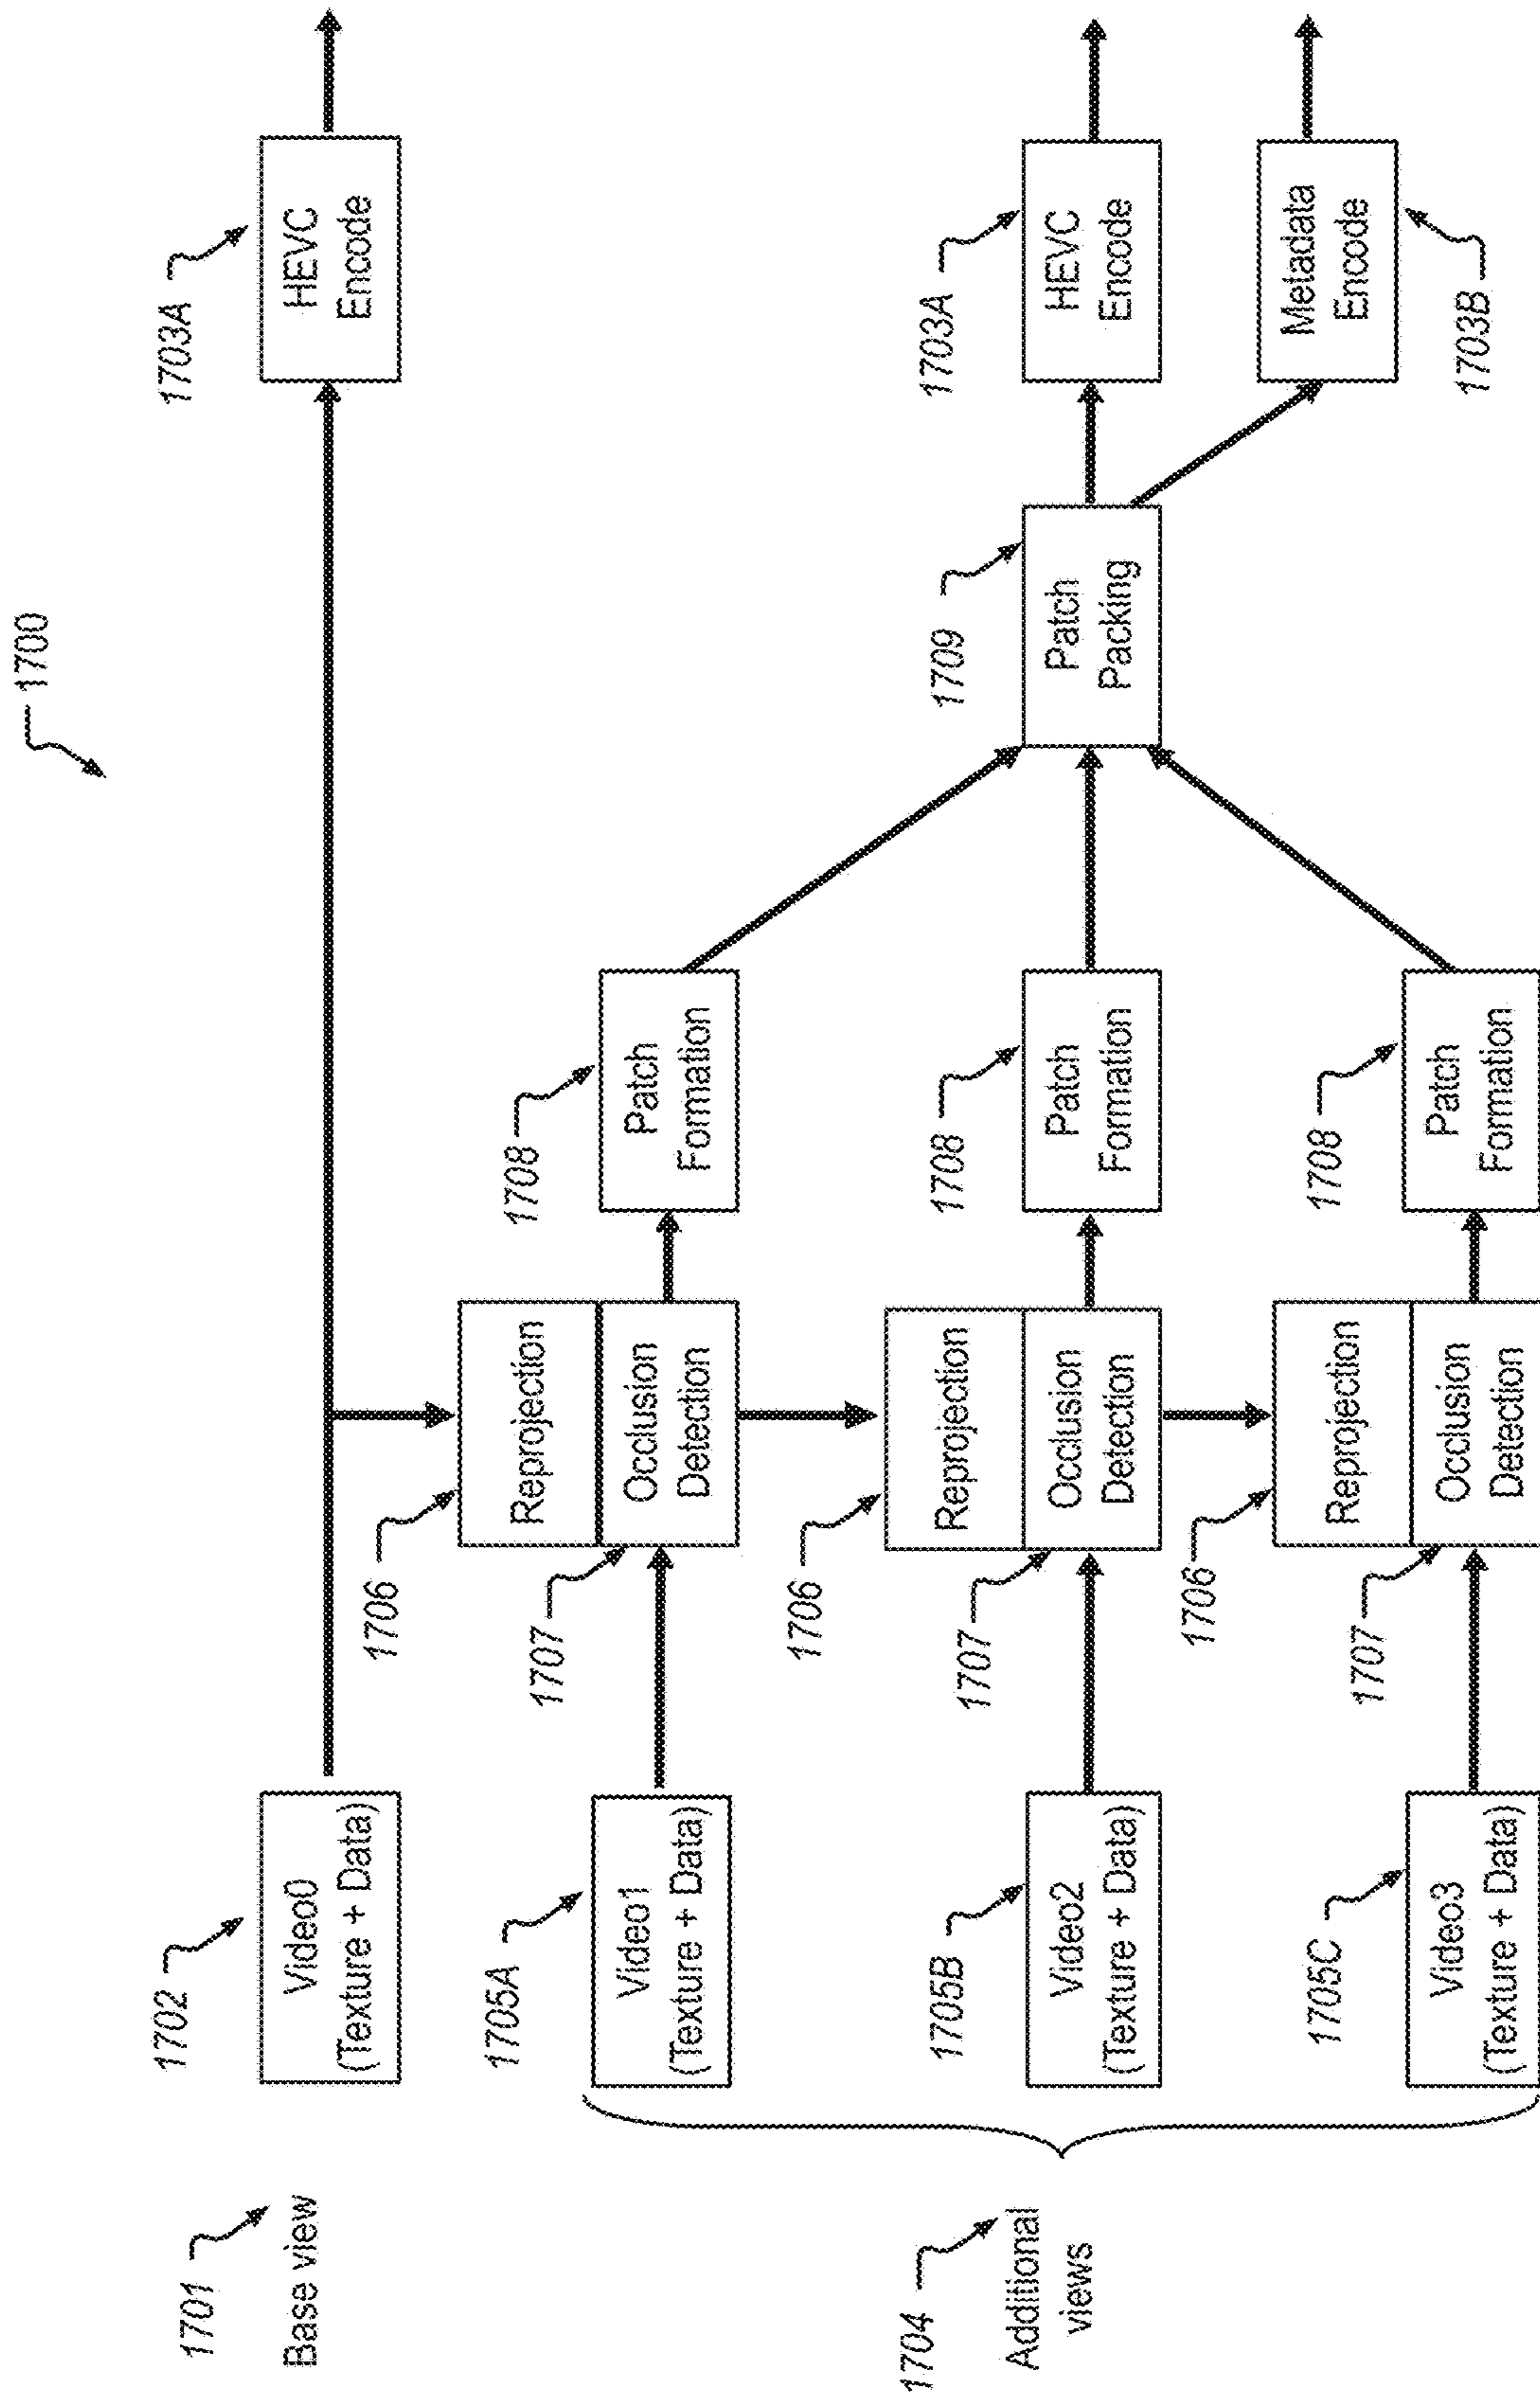 1700
1701
Base view
1702
Video0
(Texture + Data)
1703A
HEVC
Encode
1704
Additional
views
1705A
Video1
(Texture + Data)
1706
Reprojection
1707
Occlusion
Detection
1708
Patch
Formation
1705B
Video2
(Texture + Data)
1706
Reprojection
1707
Occlusion
Detection
1708
Patch
Formation
1709
Patch
Packing
1703A
HEVC
Encode
Metadata
Encode
1703B
1705C
Video3
(Texture + Data)
1706
Reprojection
1707
Occlusion
Detection
1708
Patch
Formation